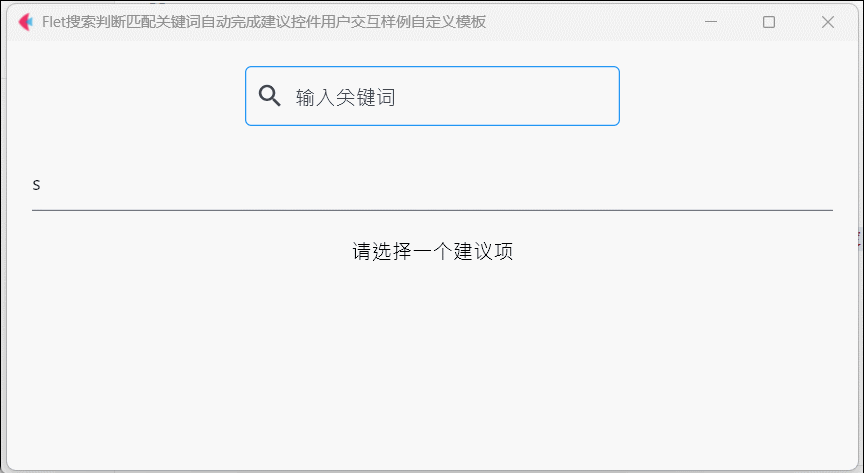 Flet搜索判断匹配关键词自动完成建议控件用户交互样例自定义模板
输入关键词
s
请选择一个建议项